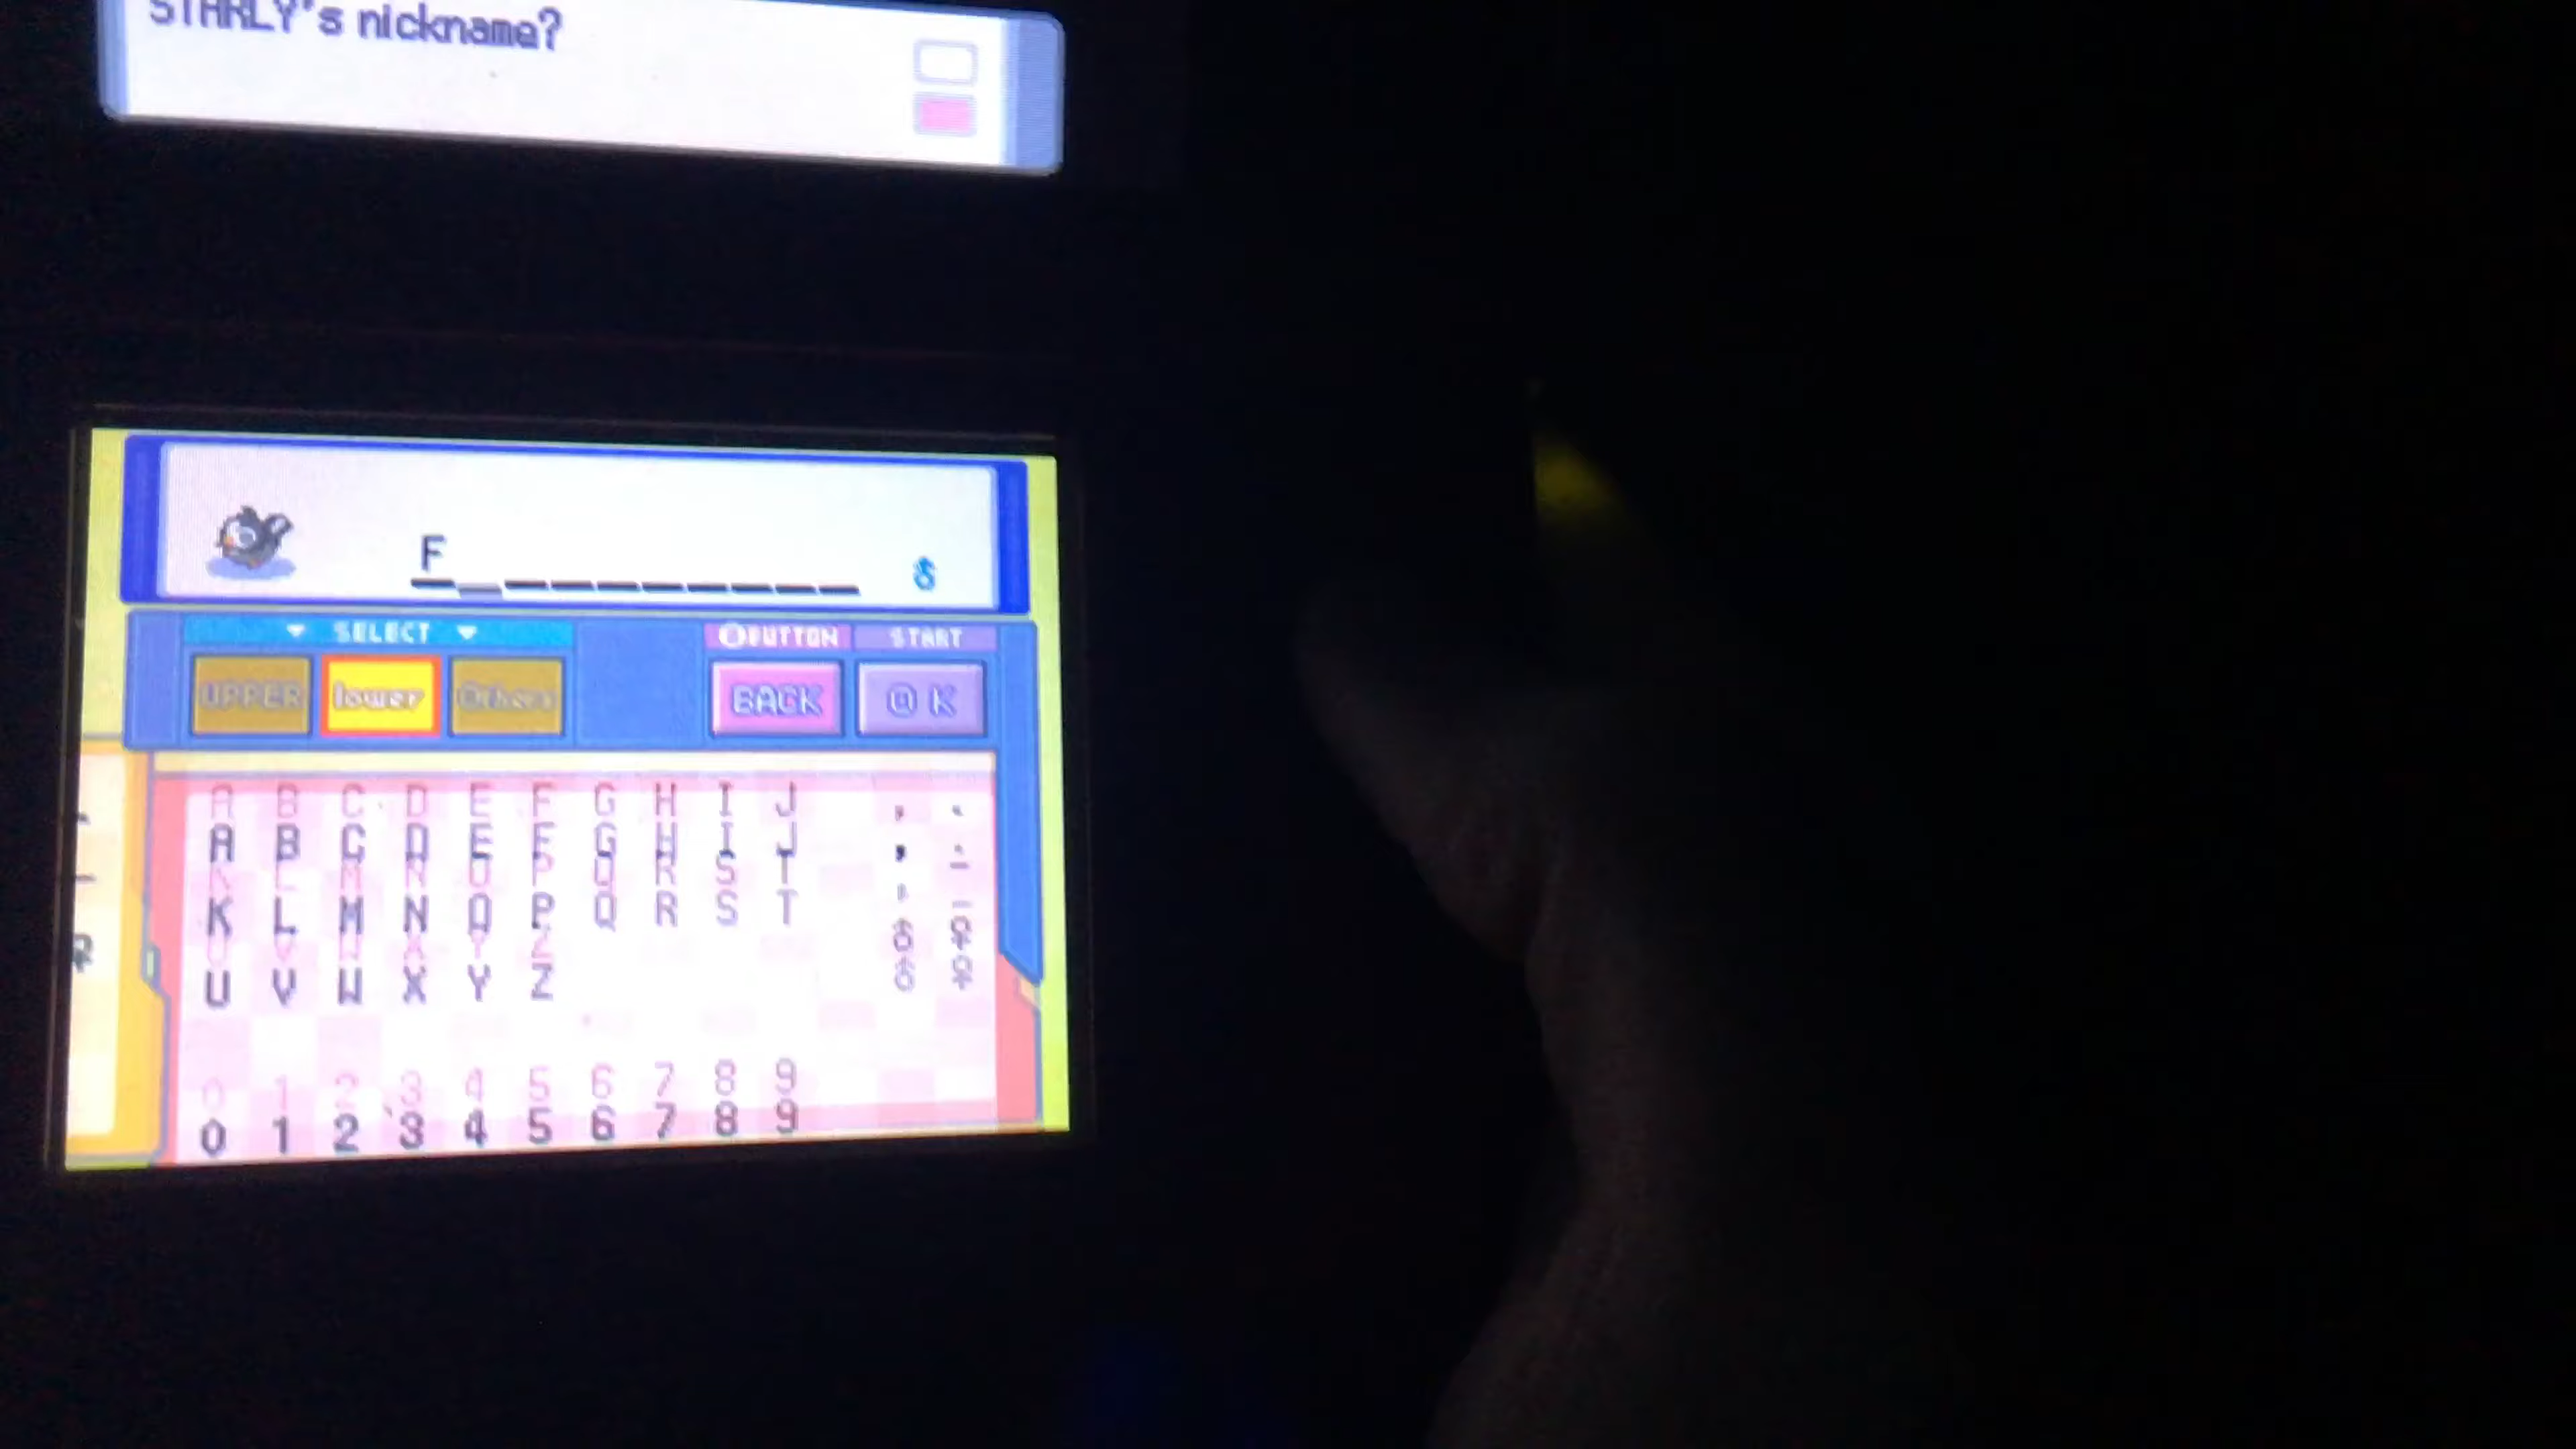 STARLY's nickname?
F
SELECT
BUTTON START
UPPER lower Others BACK OK
A B C D E F G H I J , .
K L M N O P Q R S T
U V W X Y Z ♂ ♀
0 1 2 3 4 5 6 7 8 9